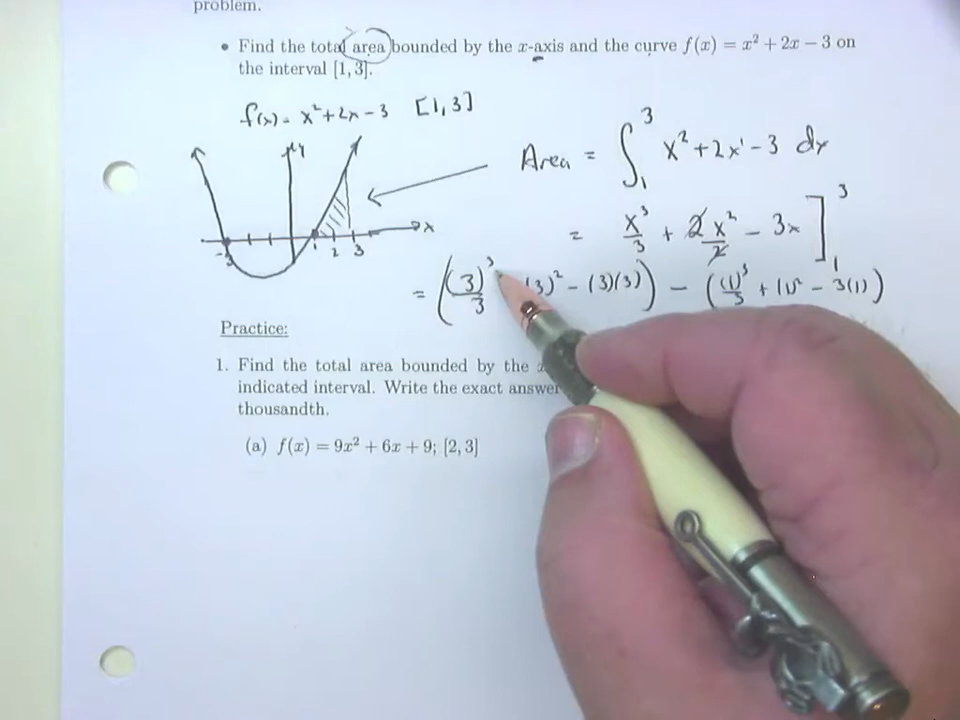 problem.
• Find the total area bounded by the x-axis and the curve f(x) = x² + 2x − 3 on
the interval [1, 3].
f(x) = x² + 2x − 3 [1, 3]
y
x
-3 1 2 3
Area = ∫₁³ x² + 2x¹ − 3 dx
= x³/3 + 2x²/2 − 3x ]₁³
= ((3)³/3 (3)² − (3)(3)) − ((1)³/3 + (1)² − 3(1))
Practice:
1. Find the total area bounded by the
indicated interval. Write the exact answer
thousandth.
(a) f(x) = 9x² + 6x + 9; [2, 3]